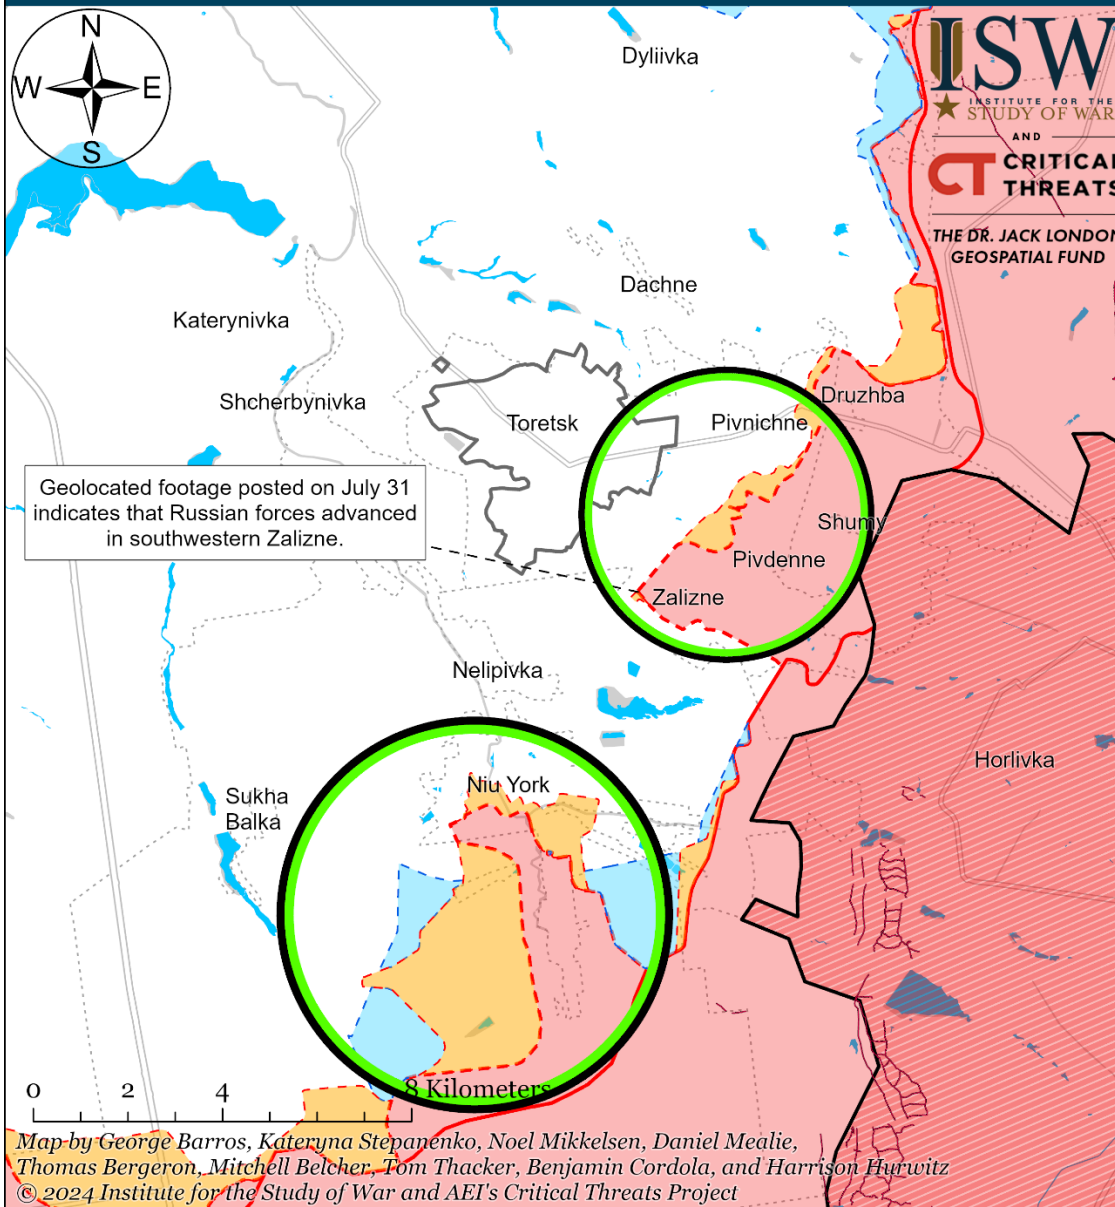 N
W E
S
Dyliivka
ISW
INSTITUTE FOR THE
STUDY OF WAR
AND
CT CRITICAL
THREATS
THE DR. JACK LONDON
GEOSPATIAL FUND
Dachne
Katerynivka
Shcherbynivka
Druzhba
Toretsk
Pivnichne
Geolocated footage posted on July 31
indicates that Russian forces advanced
in southwestern Zalizne.
Shumy
Pivdenne
Zalizne
Nelipivka
Horlivka
Niu York
Sukha
Balka
0 2 4 8 Kilometers
Map by George Barros, Kateryna Stepanenko, Noel Mikkelsen, Daniel Mealie,
Thomas Bergeron, Mitchell Belcher, Tom Thacker, Benjamin Cordola, and Harrison Hurwitz
© 2024 Institute for the Study of War and AEI's Critical Threats Project